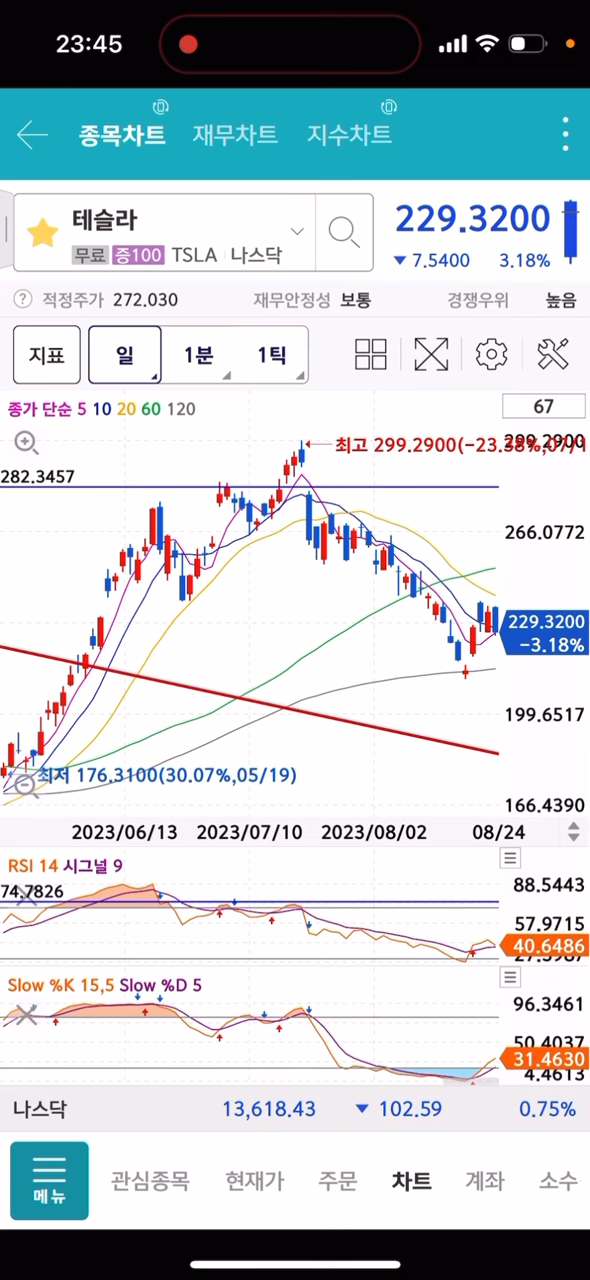 23:45
종목차트 재무차트 지수차트
테슬라
무료 증100 TSLA 나스닥
229.3200
▼ 7.5400 3.18%
? 적정주가 272.030 재무안정성 보통 경쟁우위 높음
지표 일 1분 1틱
종가 단순 5 10 20 60 120
67
최고 299.2900(-23.38%,07/1
299.2900
282.3457
266.0772
229.3200
-3.18%
199.6517
최저 176.3100(30.07%,05/19)
166.4390
2023/06/13 2023/07/10 2023/08/02 08/24
RSI 14 시그널 9
74.7826
88.5443
57.9715
40.6486
Slow %K 15,5 Slow %D 5
96.3461
50.4037
31.4630
4.4613
나스닥 13,618.43 ▼ 102.59 0.75%
메뉴 관심종목 현재가 주문 차트 계좌 소수